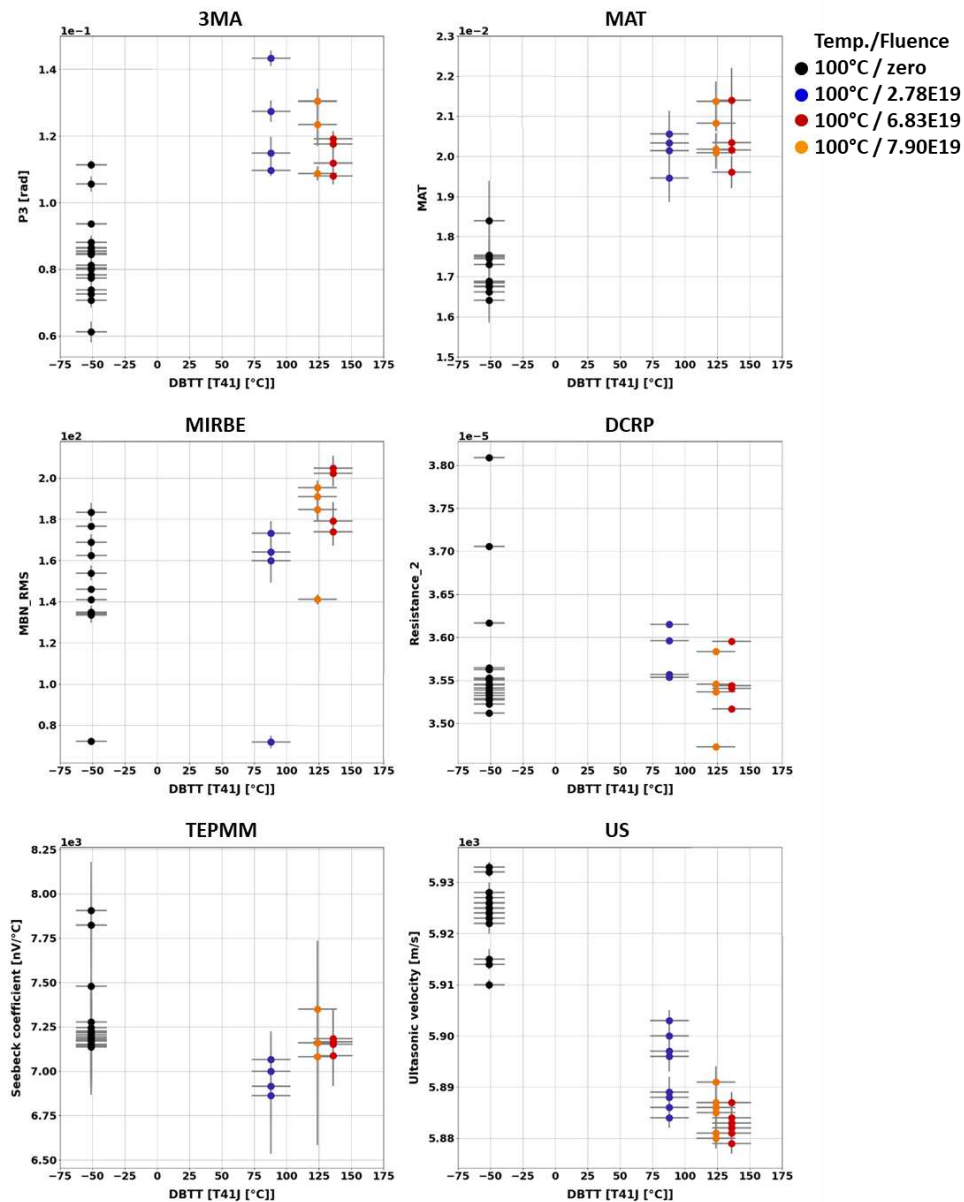 3MA
1e−1
1.4
1.2
1.0
0.8
0.6
P3 [rad]
−75 −50 −25 0 25 50 75 100 125 150 175
DBTT [T41J [°C]]
MAT
1e−2
2.3
2.2
2.1
2.0
1.9
1.8
1.7
1.6
1.5
MAT
−75 −50 −25 0 25 50 75 100 125 150 175
DBTT [T41J [°C]]
Temp./Fluence
100°C / zero
100°C / 2.78E19
100°C / 6.83E19
100°C / 7.90E19
MIRBE
1e2
2.0
1.8
1.6
1.4
1.2
1.0
0.8
MBN_RMS
−75 −50 −25 0 25 50 75 100 125 150 175
DBTT [T41J [°C]]
DCRP
1e−5
3.80
3.70
3.65
3.60
3.55
3.50
Resistance_2
−75 −50 −25 0 25 50 75 100 125 150 175
DBTT [T41J [°C]]
TEPMM
1e3
8.25
8.00
7.75
7.50
7.25
7.00
6.75
6.50
Seebeck coefficient [nV/°C]
−75 −50 −25 0 25 50 75 100 125 150 175
DBTT [T41J [°C]]
US
1e3
5.93
5.92
5.91
5.90
5.89
5.88
Ultasonic velocity [m/s]
−75 −50 −25 0 25 50 75 100 125 150 175
DBTT [T41J [°C]]